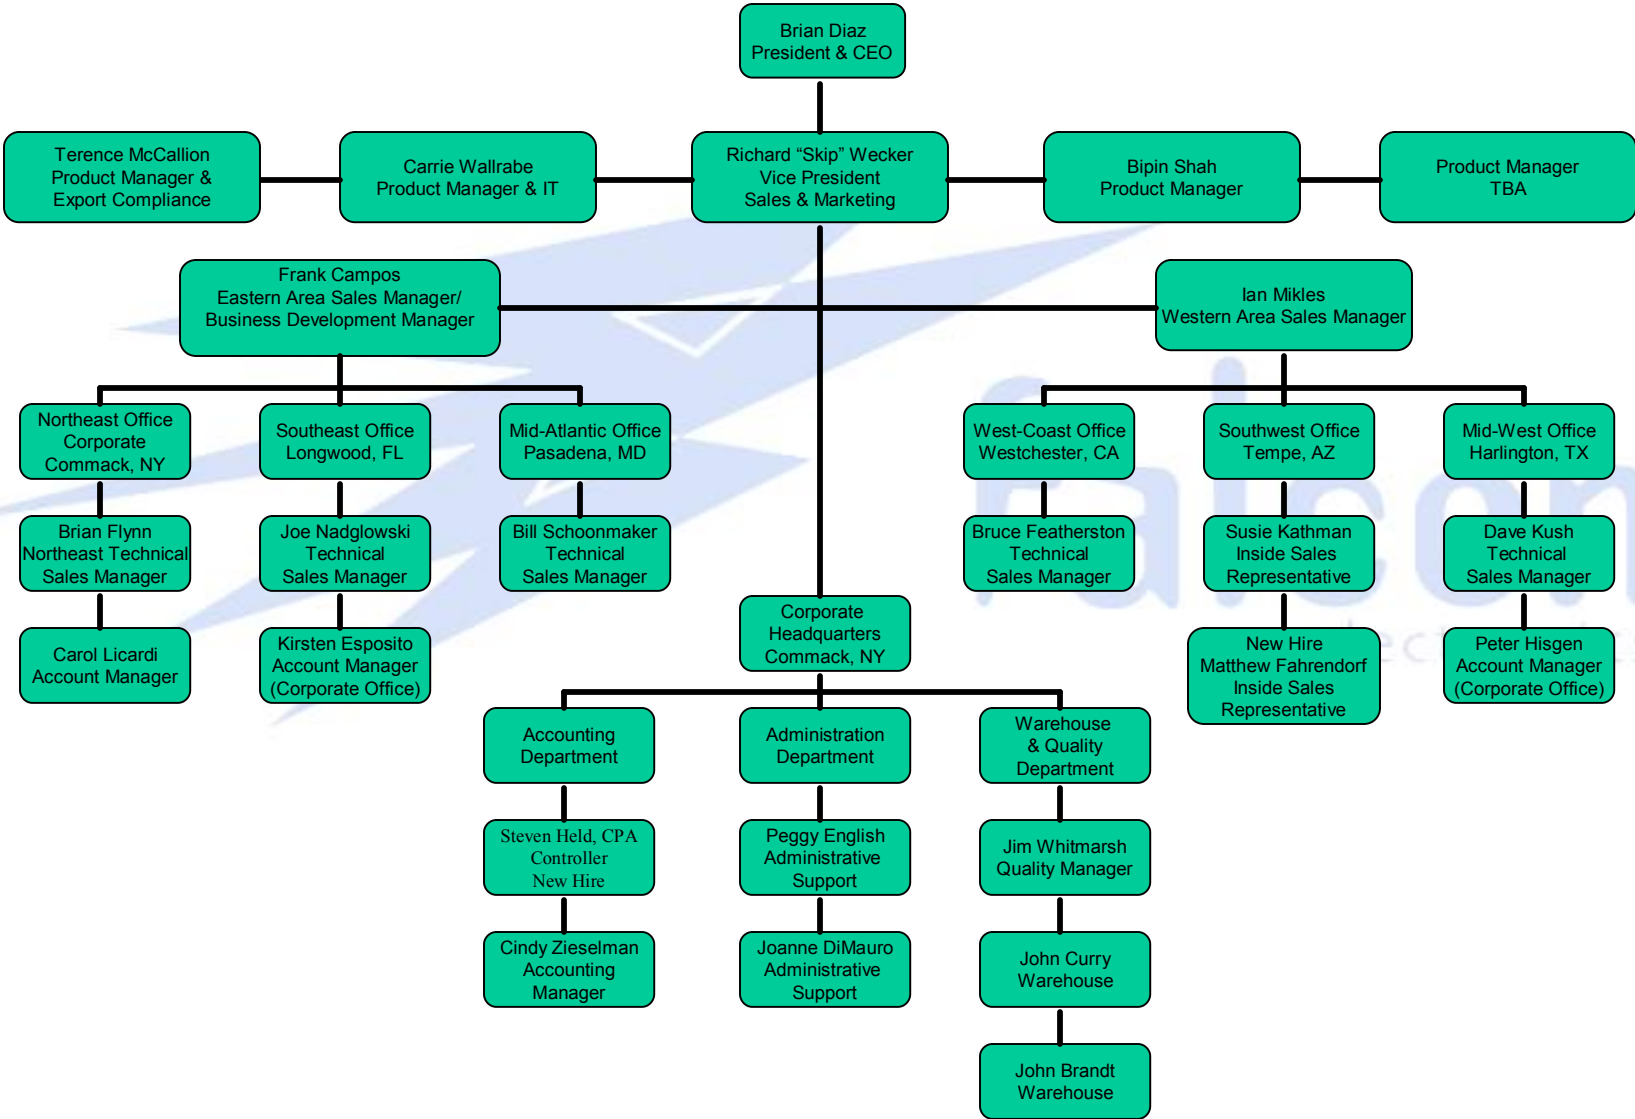 Brian Diaz
President & CEO
Terence McCallion
Product Manager &
Export Compliance
Carrie Wallrabe
Product Manager & IT
Richard “Skip” Wecker
Vice President
Sales & Marketing
Bipin Shah
Product Manager
Product Manager
TBA
Frank Campos
Eastern Area Sales Manager/
Business Development Manager
Ian Mikles
Western Area Sales Manager
Northeast Office
Corporate
Commack, NY
Southeast Office
Longwood, FL
Mid-Atlantic Office
Pasadena, MD
West-Coast Office
Westchester, CA
Southwest Office
Tempe, AZ
Mid-West Office
Harlington, TX
Brian Flynn
Northeast Technical
Sales Manager
Joe Nadglowski
Technical
Sales Manager
Bill Schoonmaker
Technical
Sales Manager
Bruce Featherston
Technical
Sales Manager
Susie Kathman
Inside Sales
Representative
Dave Kush
Technical
Sales Manager
Carol Licardi
Account Manager
Kirsten Esposito
Account Manager
(Corporate Office)
Corporate
Headquarters
Commack, NY
New Hire
Matthew Fahrendorf
Inside Sales
Representative
Peter Hisgen
Account Manager
(Corporate Office)
Accounting
Department
Administration
Department
Warehouse
& Quality
Department
Steven Held, CPA
Controller
New Hire
Peggy English
Administrative
Support
Jim Whitmarsh
Quality Manager
Cindy Zieselman
Accounting
Manager
Joanne DiMauro
Administrative
Support
John Curry
Warehouse
John Brandt
Warehouse
falcon